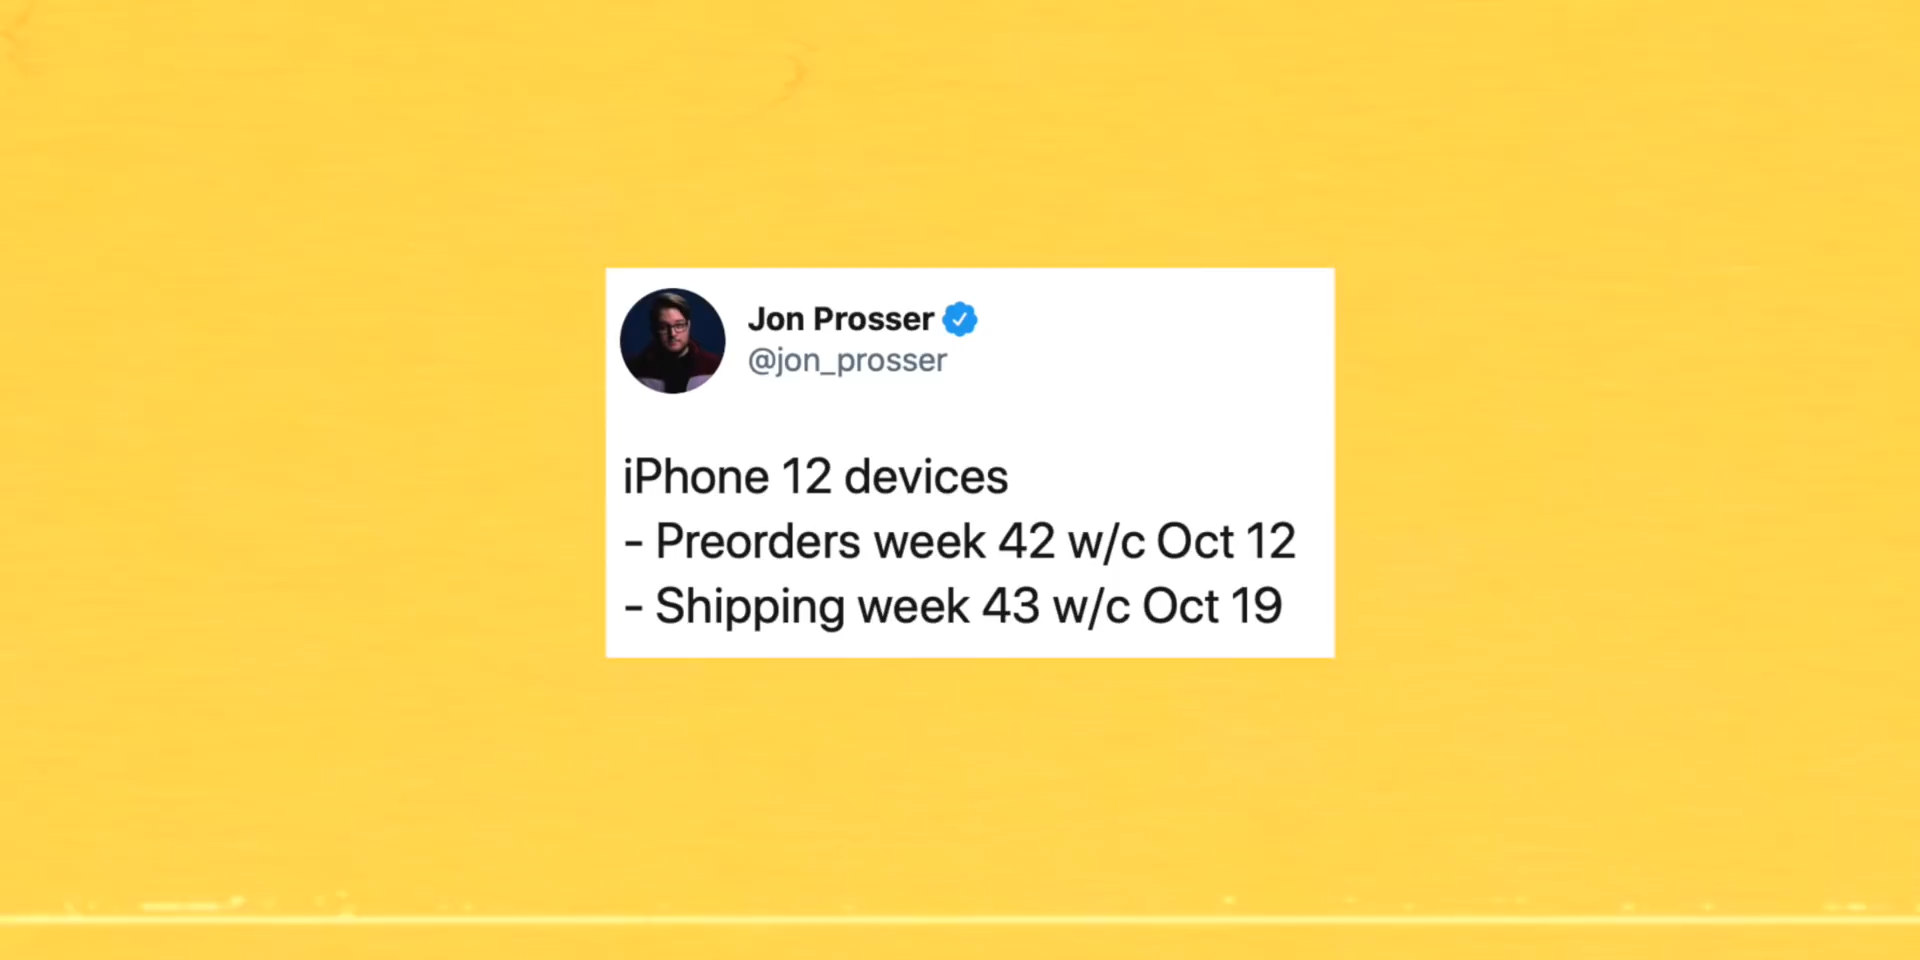 Jon Prosser
@jon_prosser
iPhone 12 devices
- Preorders week 42 w/c Oct 12
- Shipping week 43 w/c Oct 19